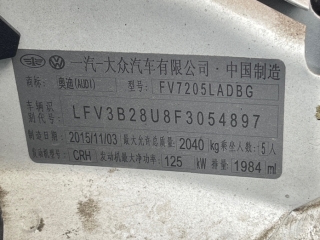 一汽-大众汽车有限公司·中国制造
品牌 奥迪(AUDI) 型号 FV7205LADBG
车辆识别代号 LFV3B28U8F3054897
制造年月 2015/11/03 最大允许总质量 2040 kg 乘坐人数: 5人
发动机型号 CRH 发动机最大净功率 125 kW 排量 1984 ml